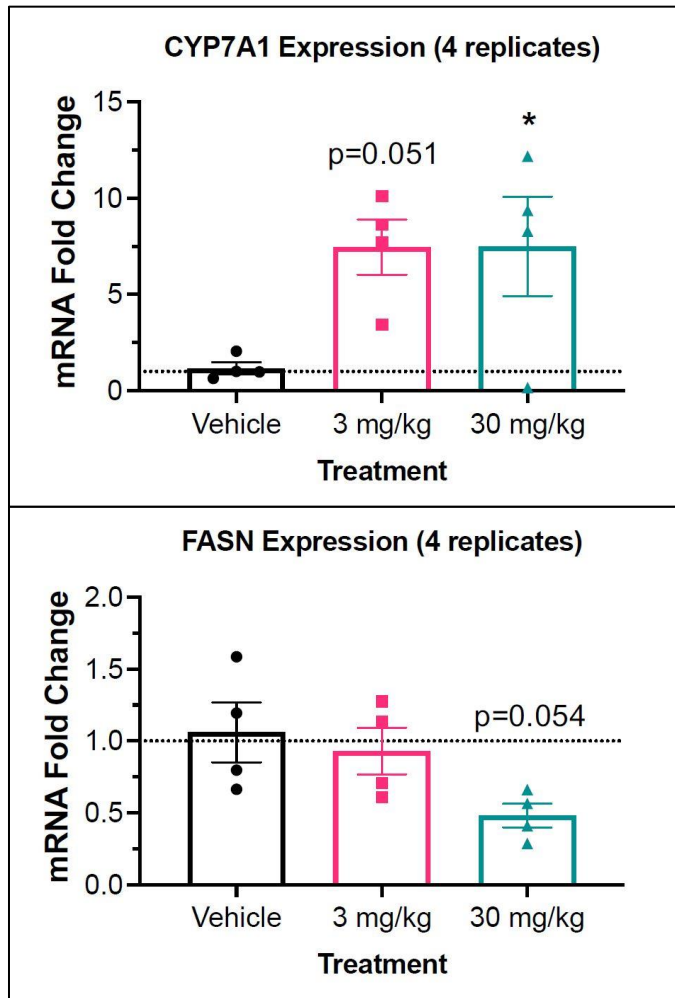 CYP7A1 Expression (4 replicates)
mRNA Fold Change
15
10
5
0
p=0.051
*
Vehicle
3 mg/kg
30 mg/kg
Treatment
FASN Expression (4 replicates)
mRNA Fold Change
2.0
1.5
1.0
0.5
0.0
p=0.054
Vehicle
3 mg/kg
30 mg/kg
Treatment